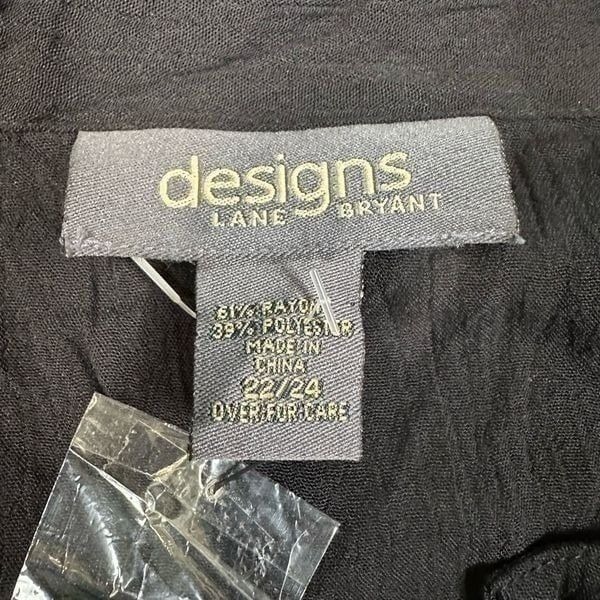 designs
LANE BRYANT
61% RAYON
39% POLYESTER
MADE IN
CHINA
22/24
OVER FOR CARE